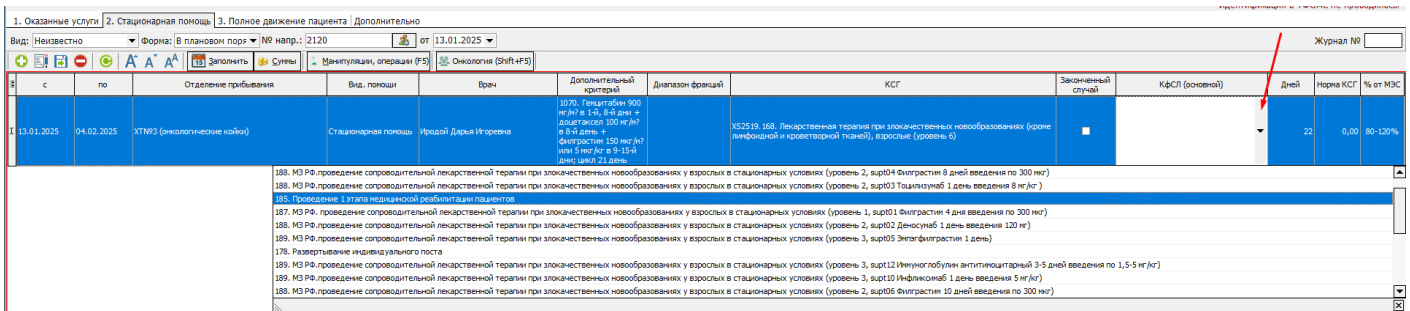 1. Оказанные услуги 2. Стационарная помощь 3. Полное движение пациента Дополнительно
Вид: Неизвестно Форма: В плановом поря № напр.: 2120 от 13.01.2025 Журнал №
Заполнить Суммы Манипуляции, операции (F5) Онкология (Shift+F5)
с по Отделение прибывания Вид. помощи Врач Дополнительный критерий Диапазон фракций КСГ Законченный случай КфСЛ (основной) Дней Норма КСГ % от МЭС
1070. Гемцитабин 900
мг/м? в 1-й, 8-й дни +
доцетаксел 100 мг/м?
13.01.2025 04.02.2025 ХТ№3 (онкологические койки) Стационарная помощь Иродой Дарья Игоревна в 8-й день + XS2519.168. Лекарственная терапия при злокачественных новообразованиях (кроме 22 0,00 80-120%
филграстим 150 мкг/м? лимфоидной и кроветворной тканей), взрослые (уровень 6)
или 5 мкг/кг в 9-15-й
дни; цикл 21 день
188. МЗ РФ.проведение сопроводительной лекарственной терапии при злокачественных новообразованиях у взрослых в стационарных условиях (уровень 2, supt04 Филграстим 8 дней введения по 300 мкг)
188. МЗ РФ.проведение сопроводительной лекарственной терапии при злокачественных новообразованиях у взрослых в стационарных условиях (уровень 2, supt03 Тоцилизумаб 1 день введения 8 мг/кг )
185. Проведение 1 этапа медицинской реабилитации пациентов
187. МЗ РФ. проведение сопроводительной лекарственной терапии при злокачественных новообразованиях у взрослых в стационарных условиях (уровень 1, supt01 Филграстим 4 дня введения по 300 мкг)
188. МЗ РФ.проведение сопроводительной лекарственной терапии при злокачественных новообразованиях у взрослых в стационарных условиях (уровень 2, supt02 Деносумаб 1 день введения 120 мг)
189. МЗ РФ.проведение сопроводительной лекарственной терапии при злокачественных новообразованиях у взрослых в стационарных условиях (уровень 3, supt05 Эмпэгфилграстим 1 день)
178. Развертывание индивидуального поста
189. МЗ РФ.проведение сопроводительной лекарственной терапии при злокачественных новообразованиях у взрослых в стационарных условиях (уровень 3, supt12 Иммуноглобулин антитимоцитарный 3-5 дней введения по 1,5-5 мг/кг)
189. МЗ РФ.проведение сопроводительной лекарственной терапии при злокачественных новообразованиях у взрослых в стационарных условиях (уровень 3, supt10 Инфликсимаб 1 день введения 5 мг/кг)
188. МЗ РФ.проведение сопроводительной лекарственной терапии при злокачественных новообразованиях у взрослых в стационарных условиях (уровень 2, supt06 Филграстим 10 дней введения по 300 мкг)